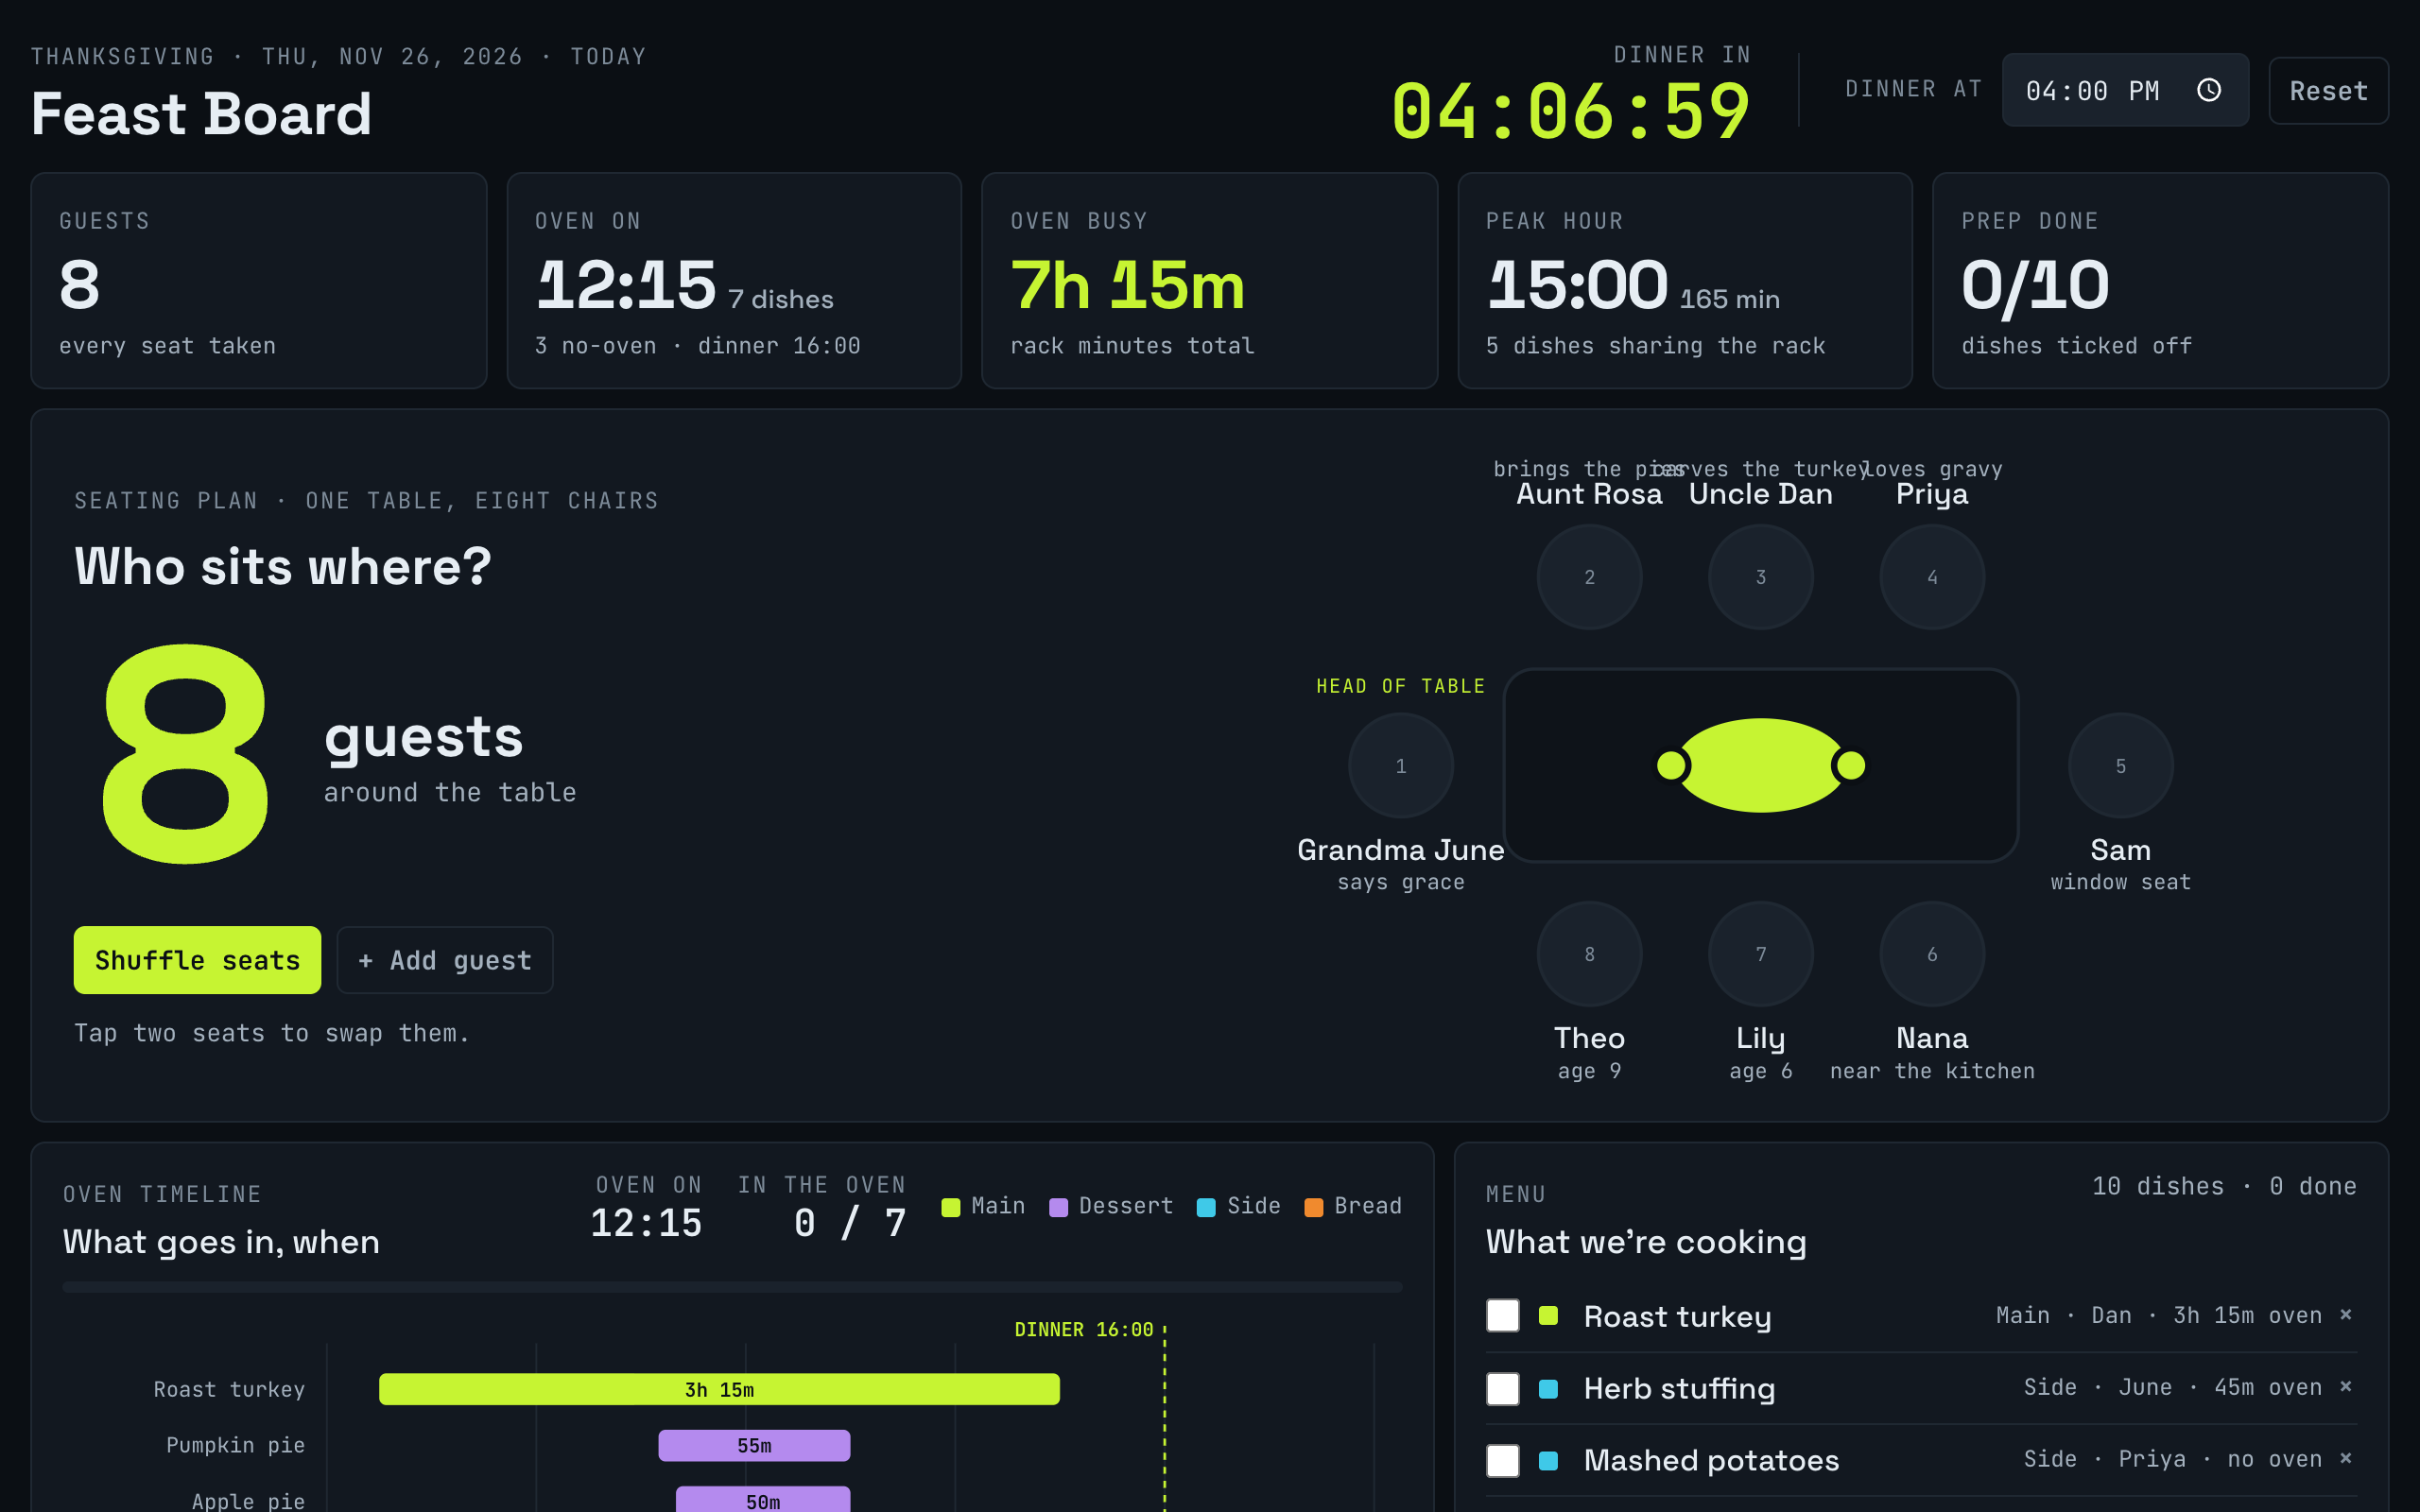 THANKSGIVING · THU, NOV 26, 2026 · TODAY
Feast Board
DINNER IN
04:06:59
DINNER AT
04:00 PM
Reset
GUESTS
8
every seat taken
OVEN ON
12:15 7 dishes
3 no-oven · dinner 16:00
OVEN BUSY
7h 15m
rack minutes total
PEAK HOUR
15:00 165 min
5 dishes sharing the rack
PREP DONE
0/10
dishes ticked off
SEATING PLAN · ONE TABLE, EIGHT CHAIRS
Who sits where?
8
guests
around the table
Shuffle seats
+ Add guest
Tap two seats to swap them.
brings the pies
Aunt Rosa
2
carves the turkey
Uncle Dan
3
loves gravy
Priya
4
HEAD OF TABLE
1
Grandma June
says grace
5
Sam
window seat
8
Theo
age 9
7
Lily
age 6
6
Nana
near the kitchen
OVEN TIMELINE
What goes in, when
OVEN ON
12:15
IN THE OVEN
0 / 7
Main
Dessert
Side
Bread
DINNER 16:00
Roast turkey
3h 15m
Pumpkin pie
55m
Apple pie
50m
MENU
What we're cooking
10 dishes · 0 done
Roast turkey
Main · Dan · 3h 15m oven ×
Herb stuffing
Side · June · 45m oven ×
Mashed potatoes
Side · Priya · no oven ×